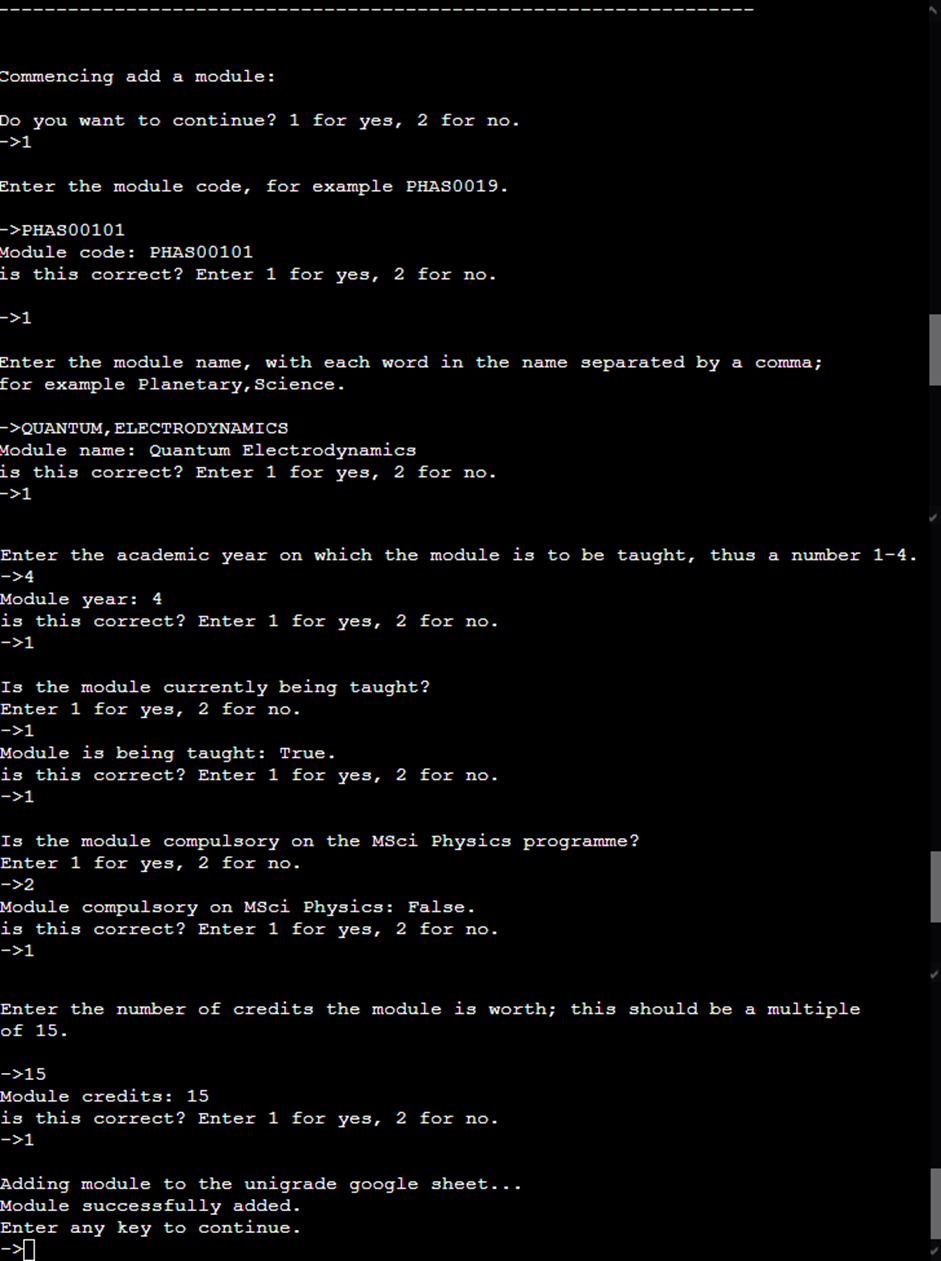 ------------------------------------------------------------------
Commencing add a module:
Do you want to continue? 1 for yes, 2 for no.
->1
Enter the module code, for example PHAS0019.
->PHAS00101
Module code: PHAS00101
is this correct? Enter 1 for yes, 2 for no.
->1
Enter the module name, with each word in the name separated by a comma;
for example Planetary,Science.
->QUANTUM,ELECTRODYNAMICS
Module name: Quantum Electrodynamics
is this correct? Enter 1 for yes, 2 for no.
->1
Enter the academic year on which the module is to be taught, thus a number 1-4.
->4
Module year: 4
is this correct? Enter 1 for yes, 2 for no.
->1
Is the module currently being taught?
Enter 1 for yes, 2 for no.
->1
Module is being taught: True.
is this correct? Enter 1 for yes, 2 for no.
->1
Is the module compulsory on the MSci Physics programme?
Enter 1 for yes, 2 for no.
->2
Module compulsory on MSci Physics: False.
is this correct? Enter 1 for yes, 2 for no.
->1
Enter the number of credits the module is worth; this should be a multiple
of 15.
->15
Module credits: 15
is this correct? Enter 1 for yes, 2 for no.
->1
Adding module to the unigrade google sheet...
Module successfully added.
Enter any key to continue.
->